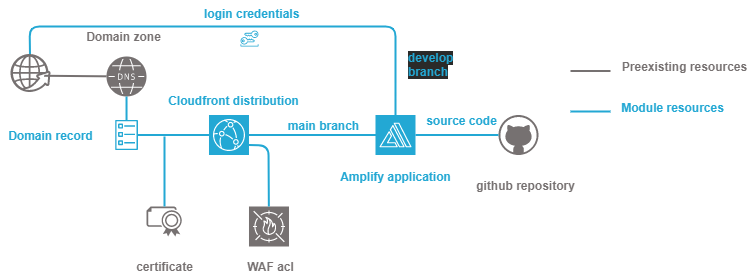 login credentials
Domain zone
develop
branch
Preexisting resources
DNS
Cloudfront distribution
Module resources
source code
main branch
Domain record
Amplify application
github repository
certificate
WAF acl